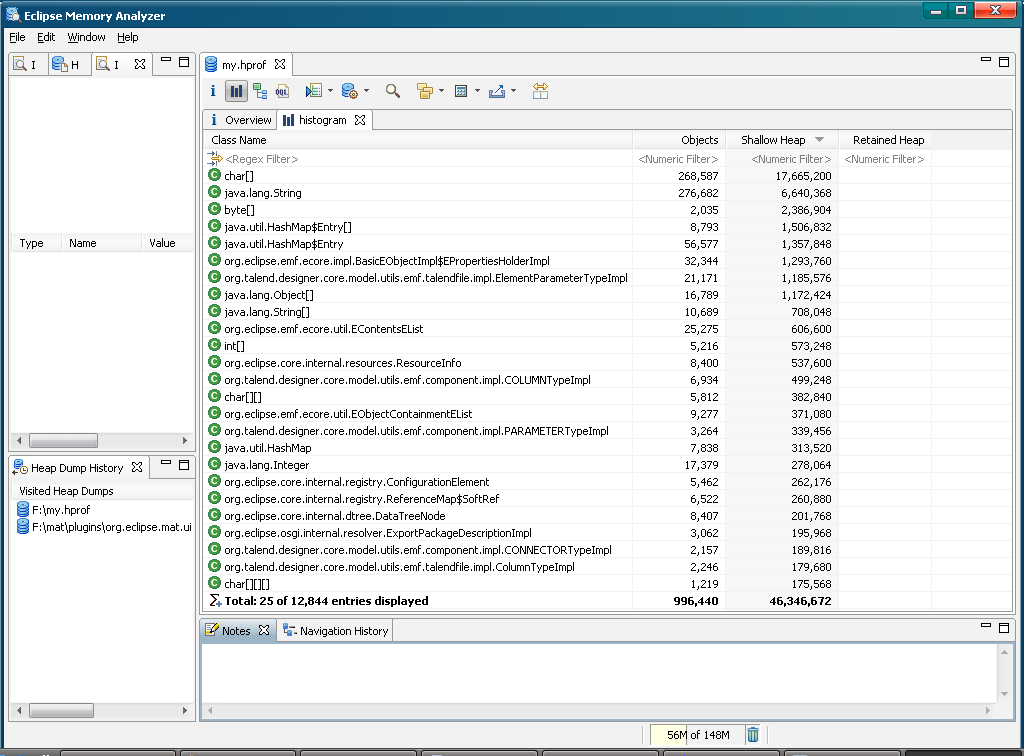 Eclipse Memory Analyzer
File Edit Window Help
I H I
my.hprof
i OQL
i Overview histogram
Class Name Objects Shallow Heap Retained Heap
<Regex Filter> <Numeric Filter> <Numeric Filter> <Numeric Filter>
char[] 268,587 17,665,200
java.lang.String 276,682 6,640,368
byte[] 2,035 2,386,904
java.util.HashMap$Entry[] 8,793 1,506,832
java.util.HashMap$Entry 56,577 1,357,848
org.eclipse.emf.ecore.impl.BasicEObjectImpl$EPropertiesHolderImpl 32,344 1,293,760
org.talend.designer.core.model.utils.emf.talendfile.impl.ElementParameterTypeImpl 21,171 1,185,576
java.lang.Object[] 16,789 1,172,424
java.lang.String[] 10,689 708,048
org.eclipse.emf.ecore.util.EContentsEList 25,275 606,600
int[] 5,216 573,248
org.eclipse.core.internal.resources.ResourceInfo 8,400 537,600
org.talend.designer.core.model.utils.emf.component.impl.COLUMNTypeImpl 6,934 499,248
char[][] 5,812 382,840
org.eclipse.emf.ecore.util.EObjectContainmentEList 9,277 371,080
org.talend.designer.core.model.utils.emf.component.impl.PARAMETERTypeImpl 3,264 339,456
java.util.HashMap 7,838 313,520
java.lang.Integer 17,379 278,064
org.eclipse.core.internal.registry.ConfigurationElement 5,462 262,176
org.eclipse.core.internal.registry.ReferenceMap$SoftRef 6,522 260,880
org.eclipse.core.internal.dtree.DataTreeNode 8,407 201,768
org.eclipse.osgi.internal.resolver.ExportPackageDescriptionImpl 3,062 195,968
org.talend.designer.core.model.utils.emf.component.impl.CONNECTORTypeImpl 2,157 189,816
org.talend.designer.core.model.utils.emf.talendfile.impl.ColumnTypeImpl 2,246 179,680
char[][][] 1,219 175,568
Total: 25 of 12,844 entries displayed 996,440 46,346,672
Type Name Value
Heap Dump History
Visited Heap Dumps
F:\my.hprof
F:\mat\plugins\org.eclipse.mat.ui
Notes Navigation History
56M of 148M